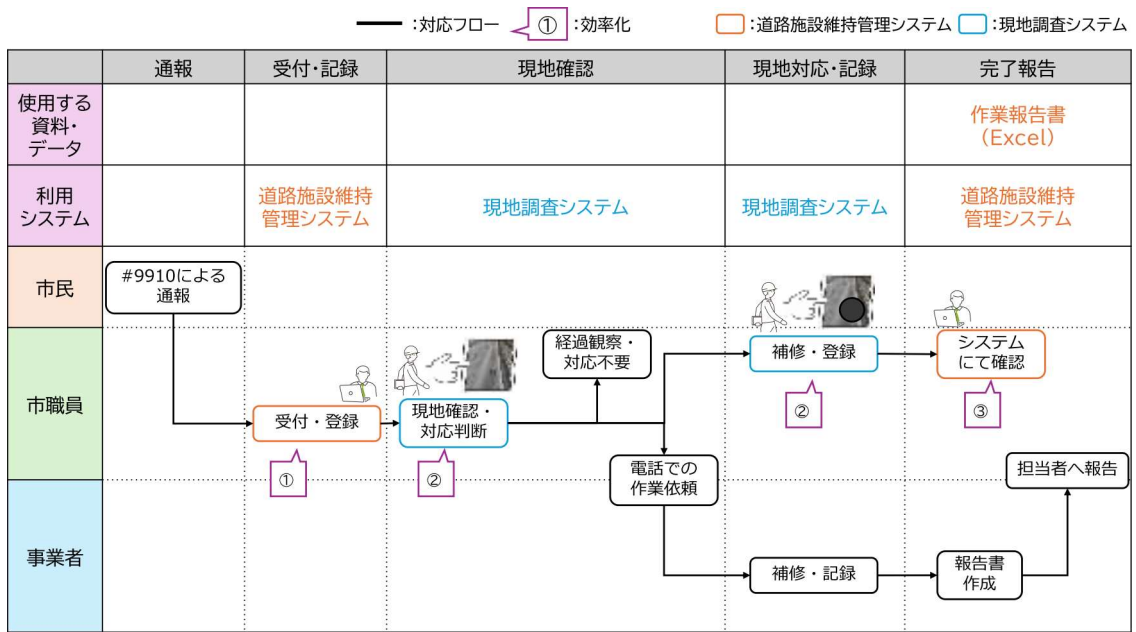 :対応フロー
①
:効率化
:道路施設維持管理システム
:現地調査システム
通報
受付・記録
現地確認
現地対応・記録
完了報告
使用する
資料・
データ
作業報告書
(Excel)
利用
システム
道路施設維持
管理システム
現地調査システム
現地調査システム
道路施設維持
管理システム
市民
#9910による
通報
市職員
受付・登録
①
現地確認・
対応判断
②
経過観察・
対応不要
電話での
作業依頼
補修・登録
②
システム
にて確認
③
担当者へ報告
事業者
補修・記録
報告書
作成